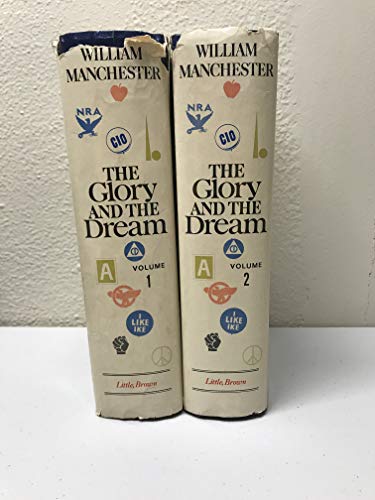 WILLIAM
MANCHESTER
NRA
CIO
THE
Glory
AND THE
Dream
A
VOLUME
1
I
LIKE
IKE
Little, Brown
WILLIAM
MANCHESTER
NRA
CIO
THE
Glory
AND THE
Dream
A
VOLUME
2
I
LIKE
IKE
Little, Brown